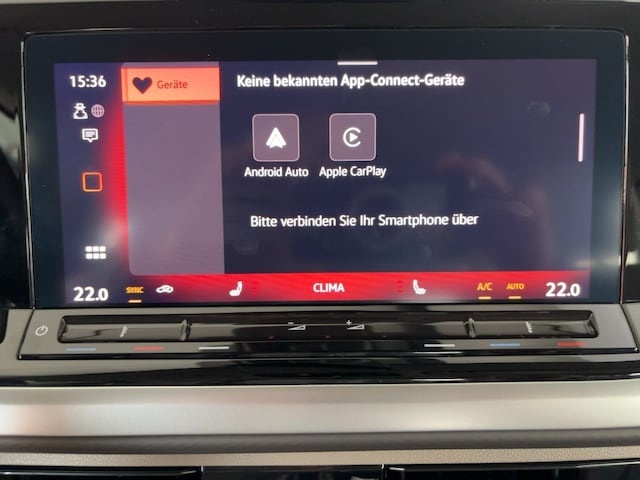 15:36
Geräte
Keine bekannten App-Connect-Geräte
Android Auto
Apple CarPlay
Bitte verbinden Sie Ihr Smartphone über
22.0
SYNC
CLIMA
A/C
AUTO
22.0